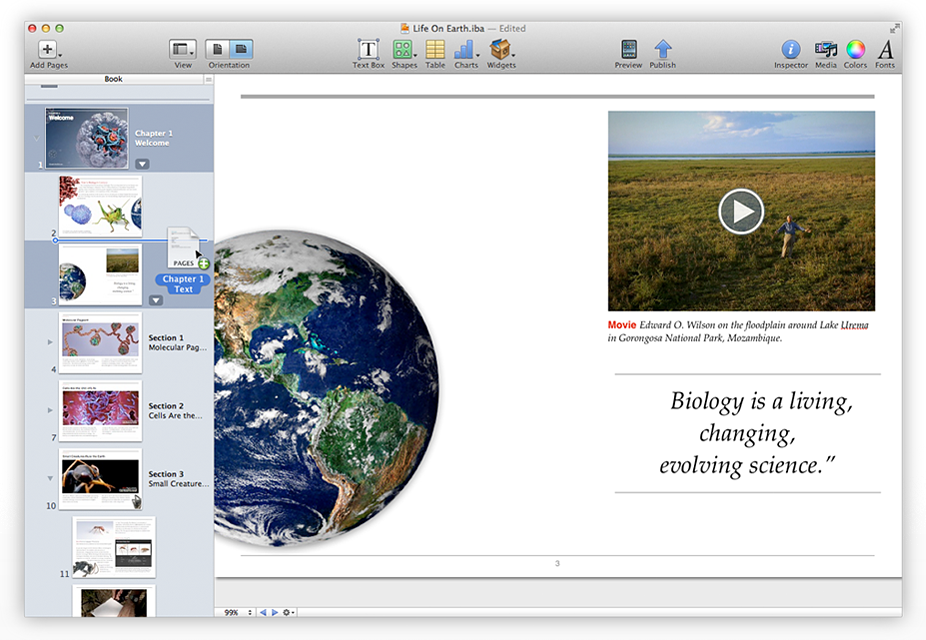 Life On Earth.iba — Edited
Add Pages
View
Orientation
Text Box
Shapes
Table
Charts
Widgets
Preview
Publish
Inspector
Media
Colors
Fonts
Book
Welcome
Chapter 1
Welcome
1
2
PAGES
Chapter 1
Text
3
Section 1
Molecular Pag...
4
Section 2
Cells Are the...
7
Section 3
Small Creature...
10
11
Movie Edward O. Wilson on the floodplain around Lake Urema
in Gorongosa National Park, Mozambique.
Biology is a living,
changing,
evolving science.”
3
99%